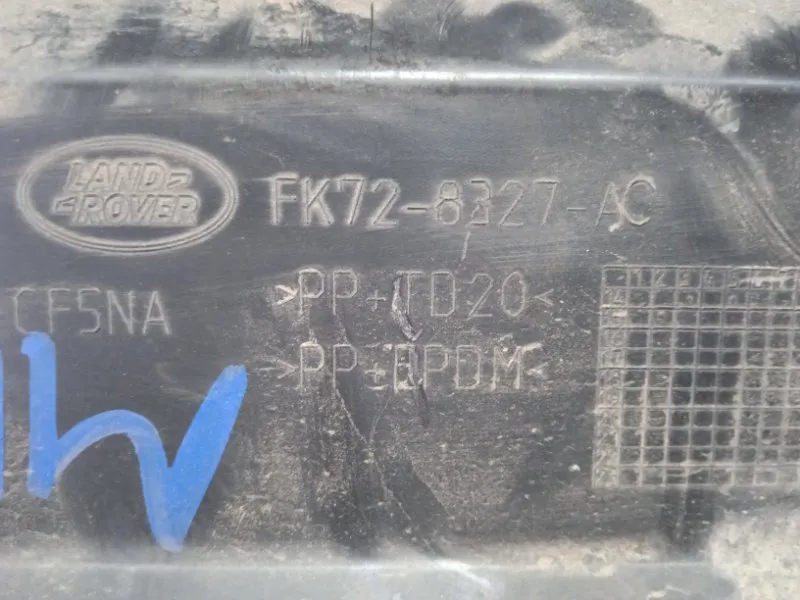 LAND
ROVER
FK72-8327-AC
CF5NA
>PP+TD20<
>PP+EPDM<